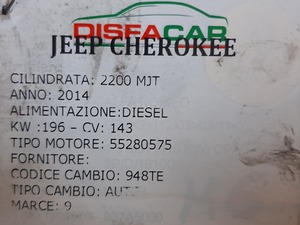 DISFACAR
JEEP CHEROKEE
CILINDRATA: 2200 MJT
ANNO: 2014
ALIMENTAZIONE:DIESEL
KW :196 – CV: 143
TIPO MOTORE: 55280575
FORNITORE:
CODICE CAMBIO: 948TE
TIPO CAMBIO:
MARCE: 9